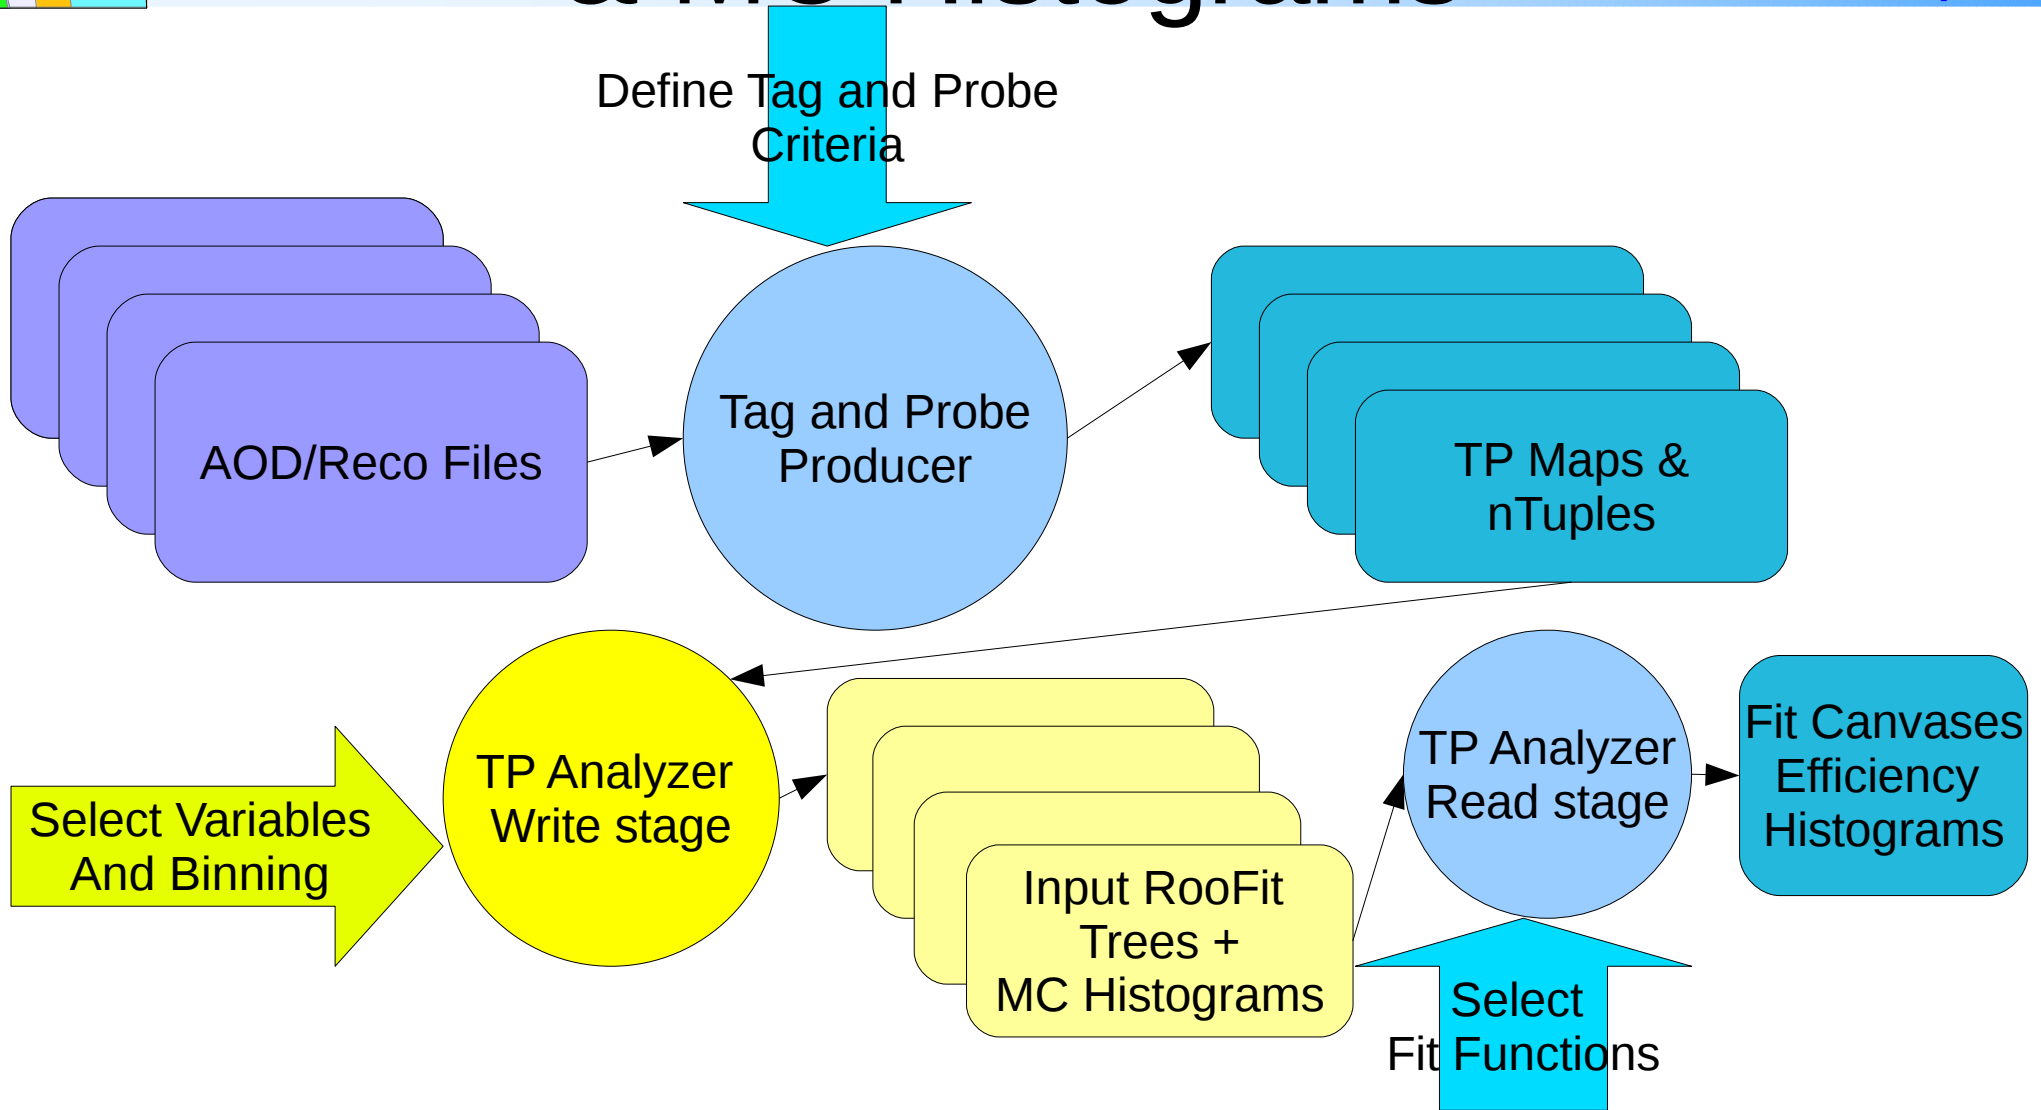 & MC Histograms
Define Tag and Probe
Criteria
AOD/Reco Files
Tag and Probe
Producer
TP Maps &
nTuples
Select Variables
And Binning
TP Analyzer
Write stage
Input RooFit
Trees +
MC Histograms
TP Analyzer
Read stage
Select
Fit Functions
Fit Canvases
Efficiency
Histograms